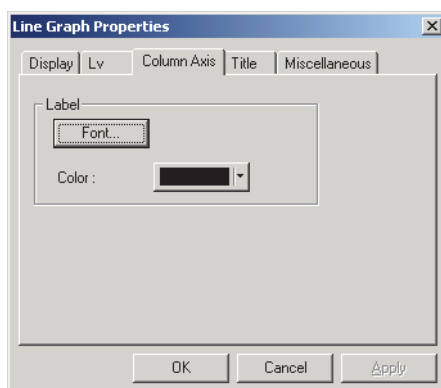 Line Graph Properties
Display Lv Column Axis Title Miscellaneous
Label
Font...
Color :
OK Cancel Apply